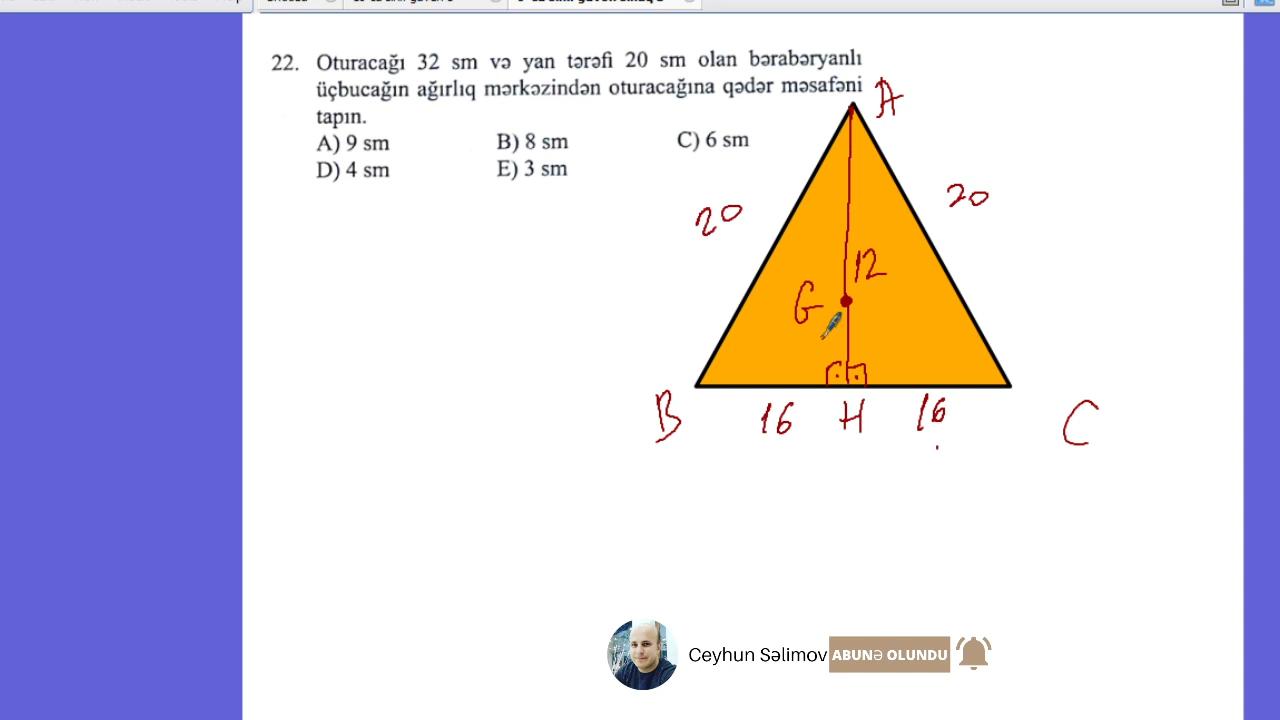 22. Oturacağı 32 sm və yan tərəfi 20 sm olan bərabəryanlı
üçbucağın ağırlıq mərkəzindən oturacağına qədər məsafəni
tapın.
A) 9 sm B) 8 sm C) 6 sm
D) 4 sm E) 3 sm
A
20 20
12
G
B 16 H 16 C
Ceyhun Səlimov ABUNƏ OLUNDU